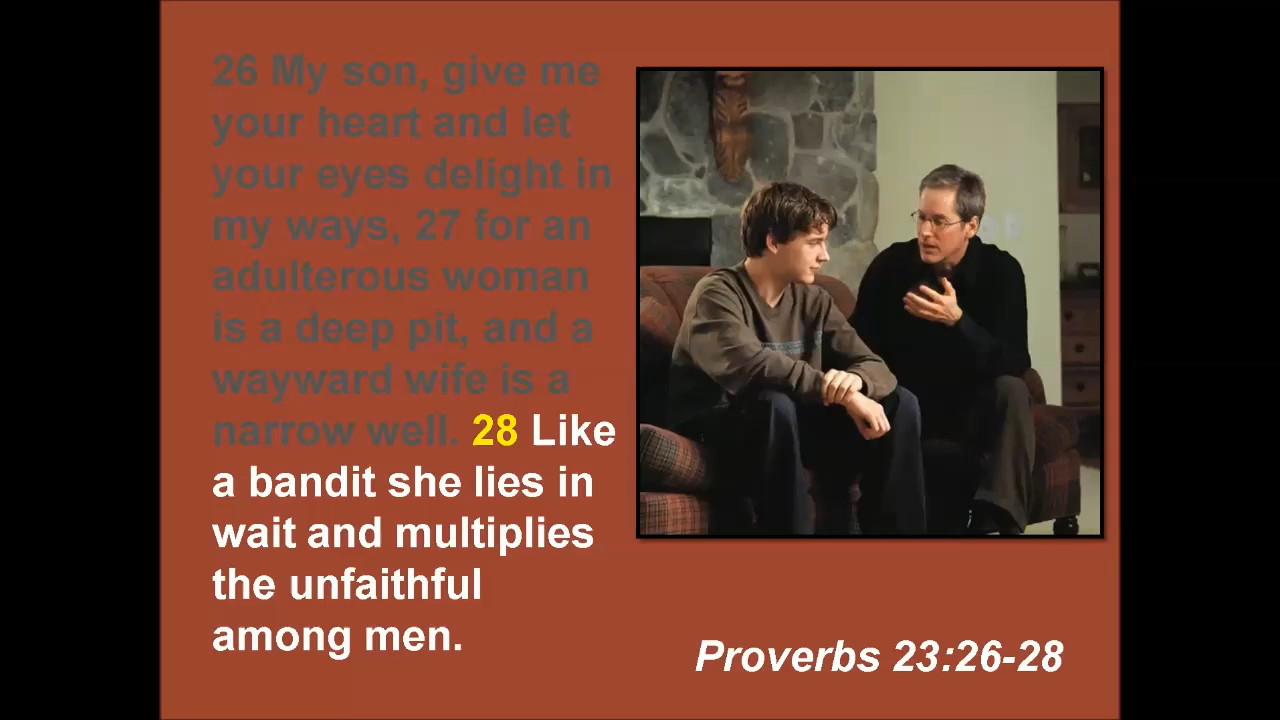 26 My son, give me
your heart and let
your eyes delight in
my ways, 27 for an
adulterous woman
is a deep pit, and a
wayward wife is a
narrow well. 28 Like
a bandit she lies in
wait and multiplies
the unfaithful
among men.
Proverbs 23:26-28